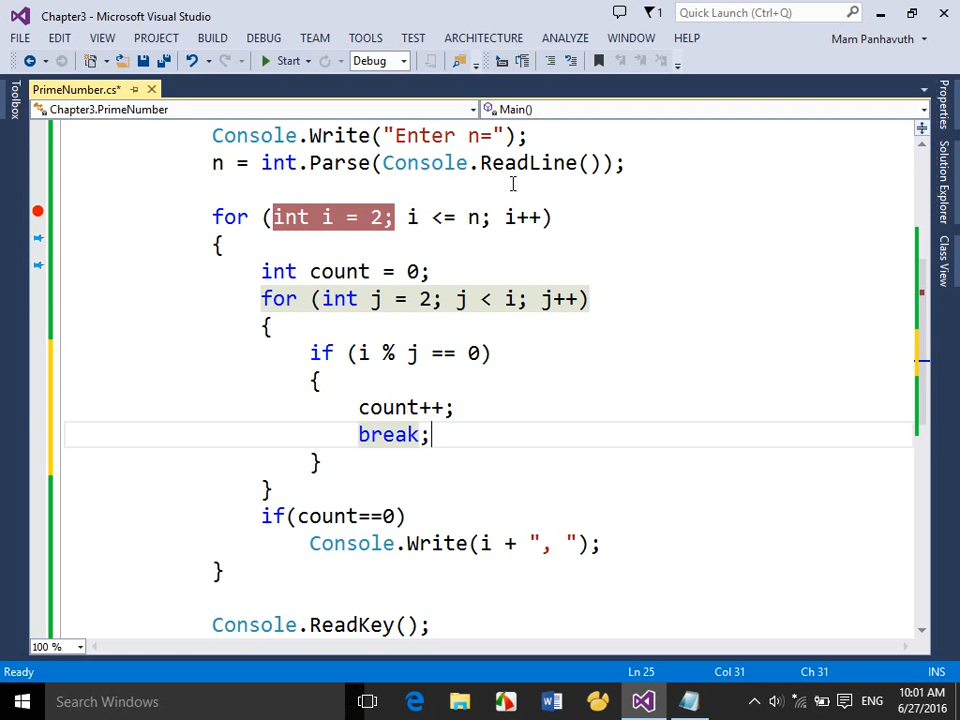 Chapter3 - Microsoft Visual Studio
1
Quick Launch (Ctrl+Q)
FILE EDIT VIEW PROJECT BUILD DEBUG TEAM TOOLS TEST ARCHITECTURE ANALYZE WINDOW HELP
Mam Panhavuth
Start
Debug
PrimeNumber.cs*
Chapter3.PrimeNumber
Main()
Toolbox
Properties
Solution Explorer
Class View
Console.Write("Enter n=");
n = int.Parse(Console.ReadLine());
for (int i = 2; i <= n; i++)
{
int count = 0;
for (int j = 2; j < i; j++)
{
if (i % j == 0)
{
count++;
break;
}
}
if(count==0)
Console.Write(i + ", ");
}
Console.ReadKey();
100 %
Ready
Ln 25
Col 31
Ch 31
INS
Search Windows
ENG
10:01 AM
6/27/2016